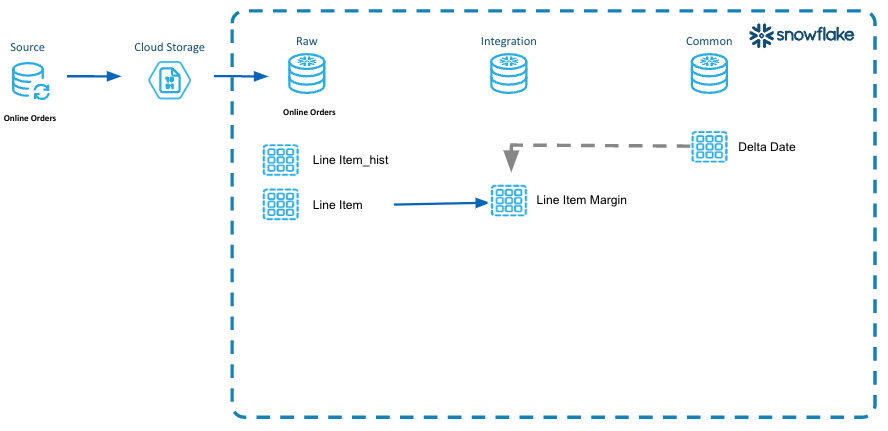 Source
Cloud Storage
Raw
Integration
Common
snowflake
Online Orders
Online Orders
Line Item_hist
Delta Date
Line Item
Line Item Margin